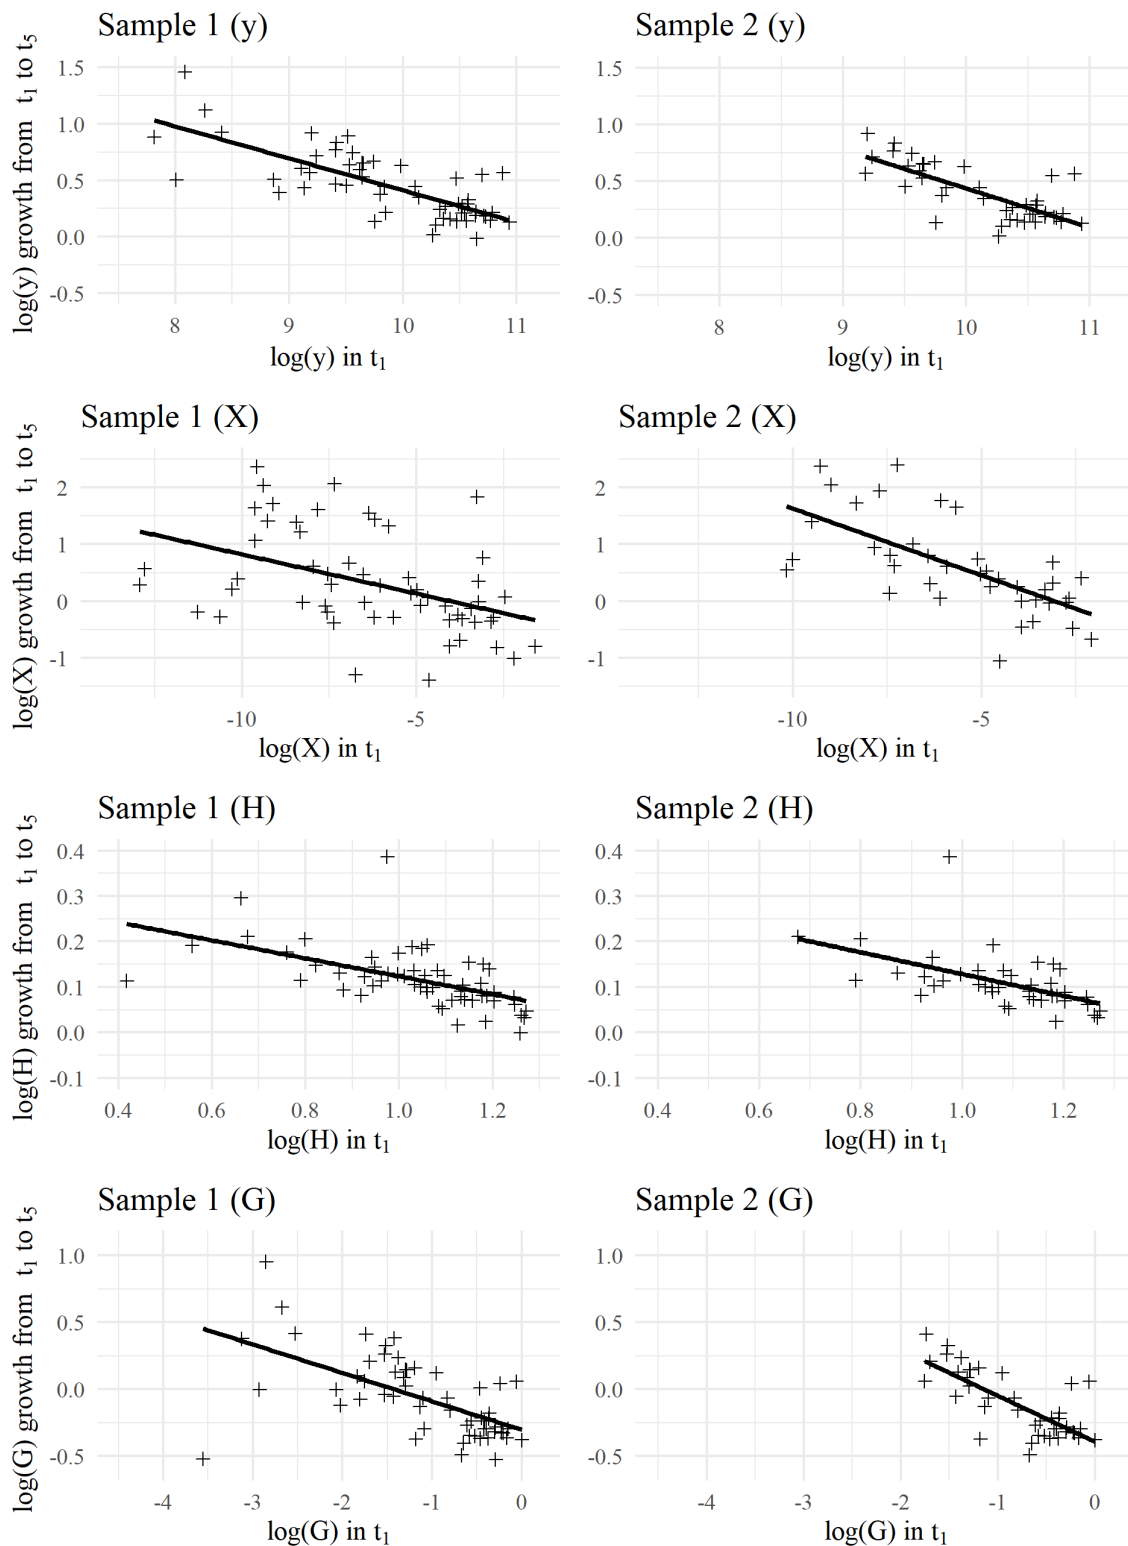 Sample 1 (y)
Sample 2 (y)
log(y) growth from t₁ to t₅
1.5
1.0
0.5
0.0
-0.5
1.5
1.0
0.5
0.0
-0.5
8 9 10 11
8 9 10 11
log(y) in t₁
log(y) in t₁
Sample 1 (X)
Sample 2 (X)
log(X) growth from t₁ to t₅
2
1
0
-1
2
1
0
-1
-10 -5
-10 -5
log(X) in t₁
log(X) in t₁
Sample 1 (H)
Sample 2 (H)
log(H) growth from t₁ to t₅
0.4
0.3
0.2
0.1
0.0
-0.1
0.4
0.3
0.2
0.1
0.0
-0.1
0.4 0.6 0.8 1.0 1.2
0.4 0.6 0.8 1.0 1.2
log(H) in t₁
log(H) in t₁
Sample 1 (G)
Sample 2 (G)
log(G) growth from t₁ to t₅
1.0
0.5
0.0
-0.5
1.0
0.5
0.0
-0.5
-4 -3 -2 -1 0
-4 -3 -2 -1 0
log(G) in t₁
log(G) in t₁